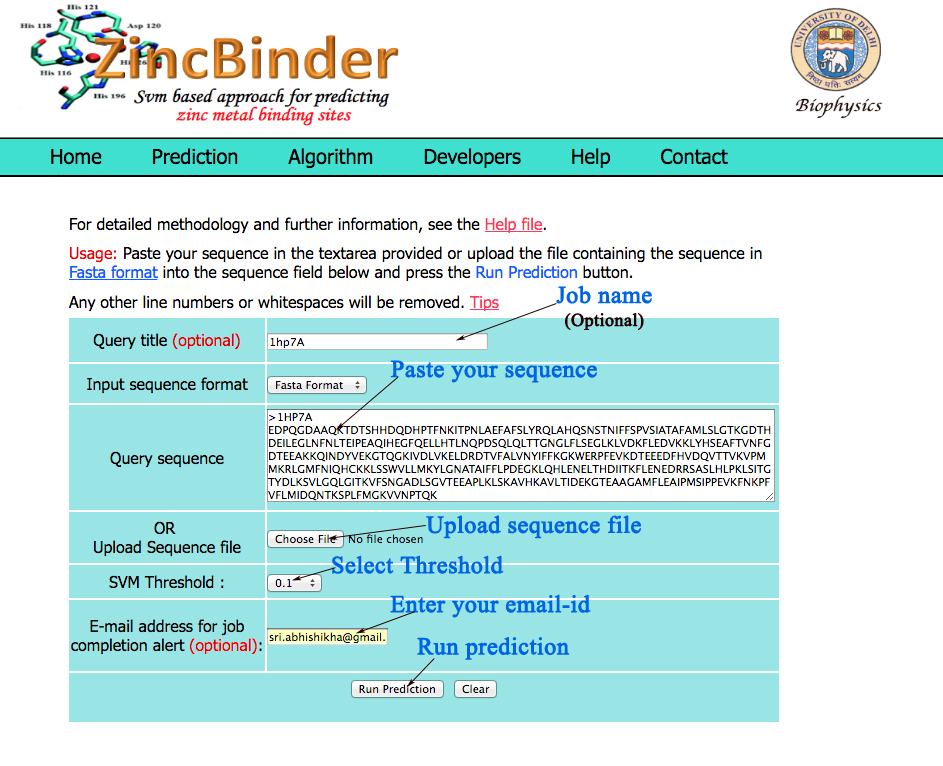 His 121
His 118
Asp 120
ZincBinder
His 116
His 196
Svm based approach for predicting
zinc metal binding sites
UNIVERSITY OF DELHI
Biophysics
Home Prediction Algorithm Developers Help Contact
For detailed methodology and further information, see the Help file.
Usage: Paste your sequence in the textarea provided or upload the file containing the sequence in
Fasta format into the sequence field below and press the Run Prediction button.
Any other line numbers or whitespaces will be removed. Tips
Job name
(Optional)
Query title (optional)
1hp7A
Paste your sequence
Input sequence format
Fasta Format
Query sequence
>1HP7A
EDPQGDAAQKTDTSHHDQDHPTFNKITPNLAEFAFSLYRQLAHQSNSTNIFFSPVSIATAFAMLSLGTKGDTH
DEILEGLNFNLTEIPEAQIHEGFQELLHTLNQPDSQLQLTTGNGLFLSEGLKLVDKFLEDVKKLYHSEAFTVNFG
DTEEAKKQINDYVEKGTQGKIVDLVKELDRDTVFALVNYIFFKGKWERPFEVKDTEEEDFHVDQVTTVKVPM
MKRLGMFNIQHCKKLSSWVLLMKYLGNATAIFFLPDEGKLQHLENELTHDIITKFLENEDRRSASLHLPKLSITG
TYDLKSVLGQLGITKVFSNGADLSGVTEEAPLKLSKAVHKAVLTIDEKGTEAAGAMFLEAIPMSIPPEVKFNKPF
VFLMIDQNTKSPLFMGKVVNPTQK
OR
Upload Sequence file
Choose File No file chosen
Upload sequence file
Select Threshold
SVM Threshold :
0.1
Enter your email-id
E-mail address for job
completion alert (optional):
sri.abhishikha@gmail.
Run prediction
Run Prediction Clear